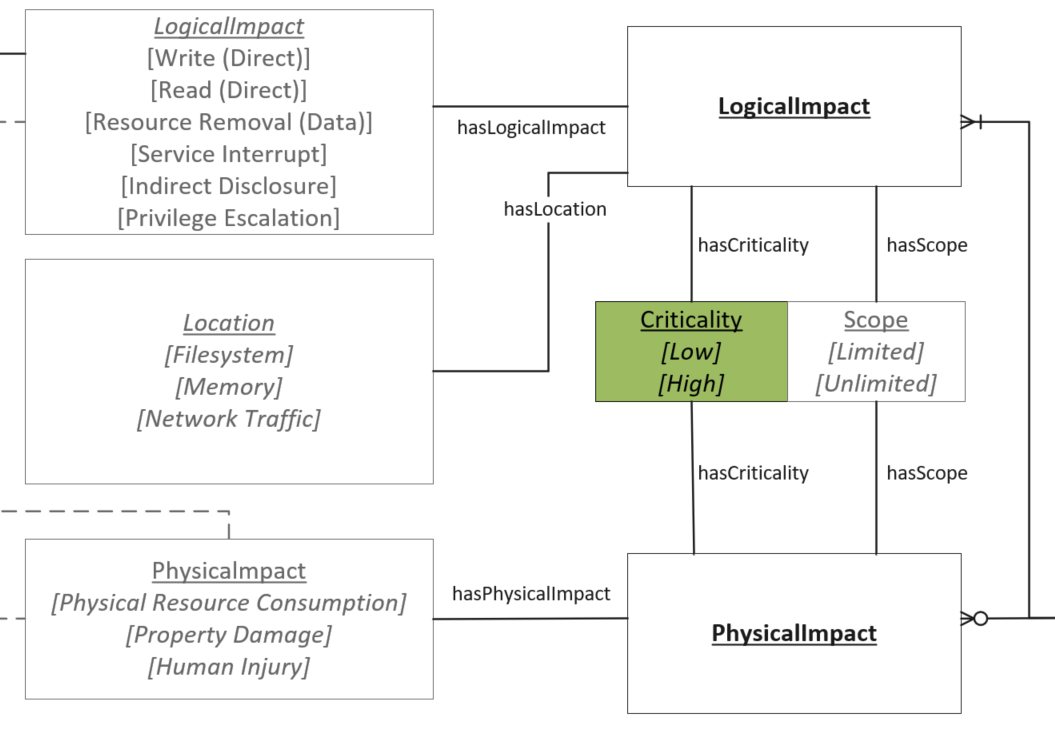 LogicalImpact
[Write (Direct)]
[Read (Direct)]
[Resource Removal (Data)]
[Service Interrupt]
[Indirect Disclosure]
[Privilege Escalation]
hasLogicalImpact
LogicalImpact
hasLocation
hasCriticality
hasScope
Location
[Filesystem]
[Memory]
[Network Traffic]
Criticality
[Low]
[High]
Scope
[Limited]
[Unlimited]
hasCriticality
hasScope
PhysicaImpact
[Physical Resource Consumption]
[Property Damage]
[Human Injury]
hasPhysicalImpact
PhysicalImpact